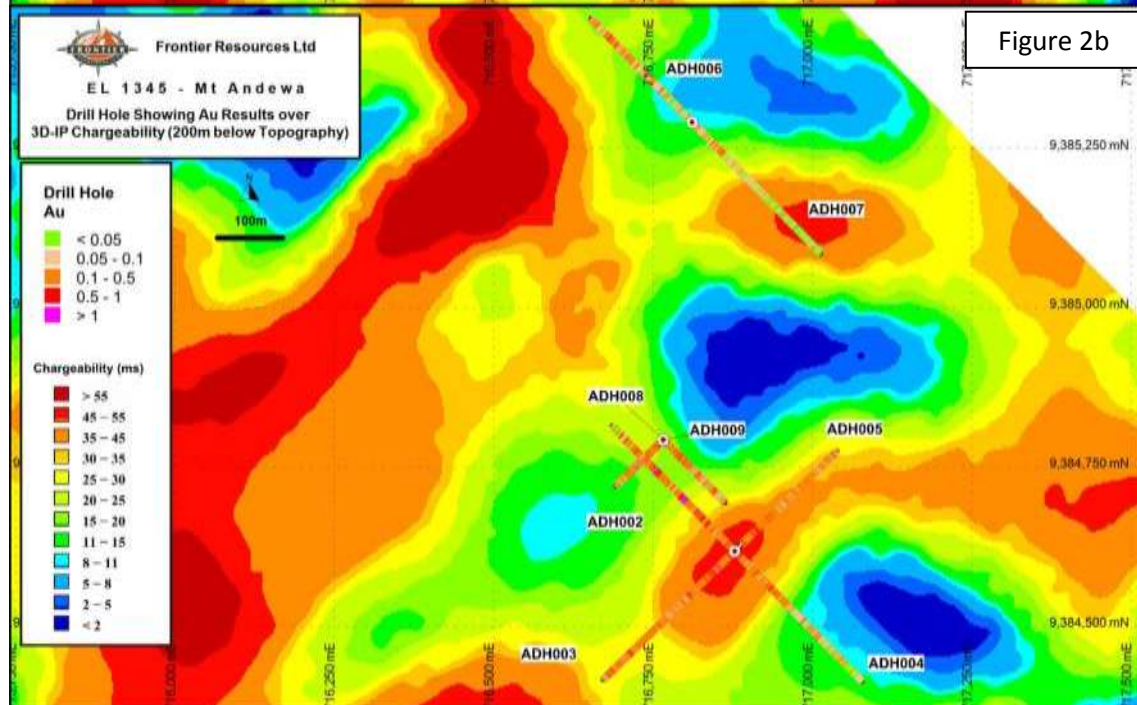 Figure 2b
FRONTIER
Frontier Resources Ltd
EL 1345 - Mt Andewa
Drill Hole Showing Au Results over
3D-IP Chargeability (200m below Topography)
100m
Drill Hole
Au
< 0.05
0.05 - 0.1
0.1 - 0.5
0.5 - 1
> 1
Chargeability (ms)
> 55
45 – 55
35 – 45
30 – 35
25 – 30
20 – 25
15 – 20
11 – 15
8 – 11
5 – 8
2 – 5
< 2
716,750 mE
717,000 mE
ADH006
9,385,250 mN
ADH007
9,385,000 mN
ADH008
ADH009
ADH005
9,384,750 mN
ADH002
9,384,500 mN
ADH003
ADH004
716,250 mE
716,500 mE
716,750 mE
717,000 mE
717,250 mE